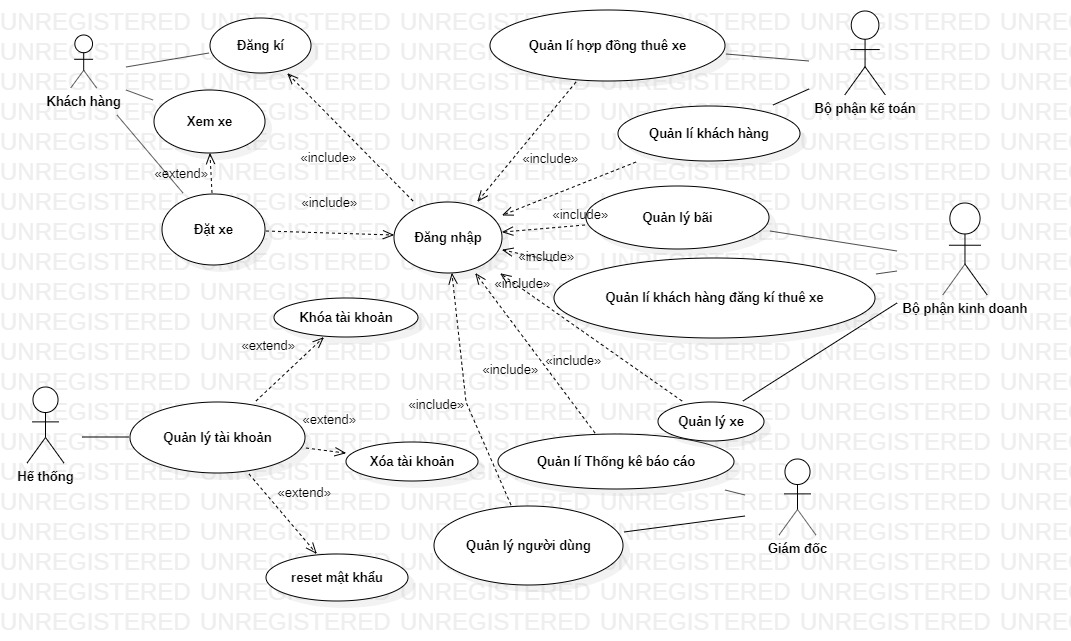 Đăng kí
Quản lí hợp đồng thuê xe
Khách hàng
Bộ phận kế toán
Xem xe
Quản lí khách hàng
«include»
«include»
«extend»
«include»
«include»
Quản lý bãi
Đặt xe
Đăng nhập
«include»
«include»
Quản lí khách hàng đăng kí thuê xe
Bộ phận kinh doanh
Khóa tài khoản
«extend»
«include»
«include»
«include»
«extend»
Quản lý xe
Quản lý tài khoản
Xóa tài khoản
Quản lí Thống kê báo cáo
Hế thống
«extend»
Quản lý người dùng
Giám đốc
reset mật khẩu
UNREGISTERED UNREGISTERED UNREGISTERED UNREGISTERED UNREGISTERED UNRE